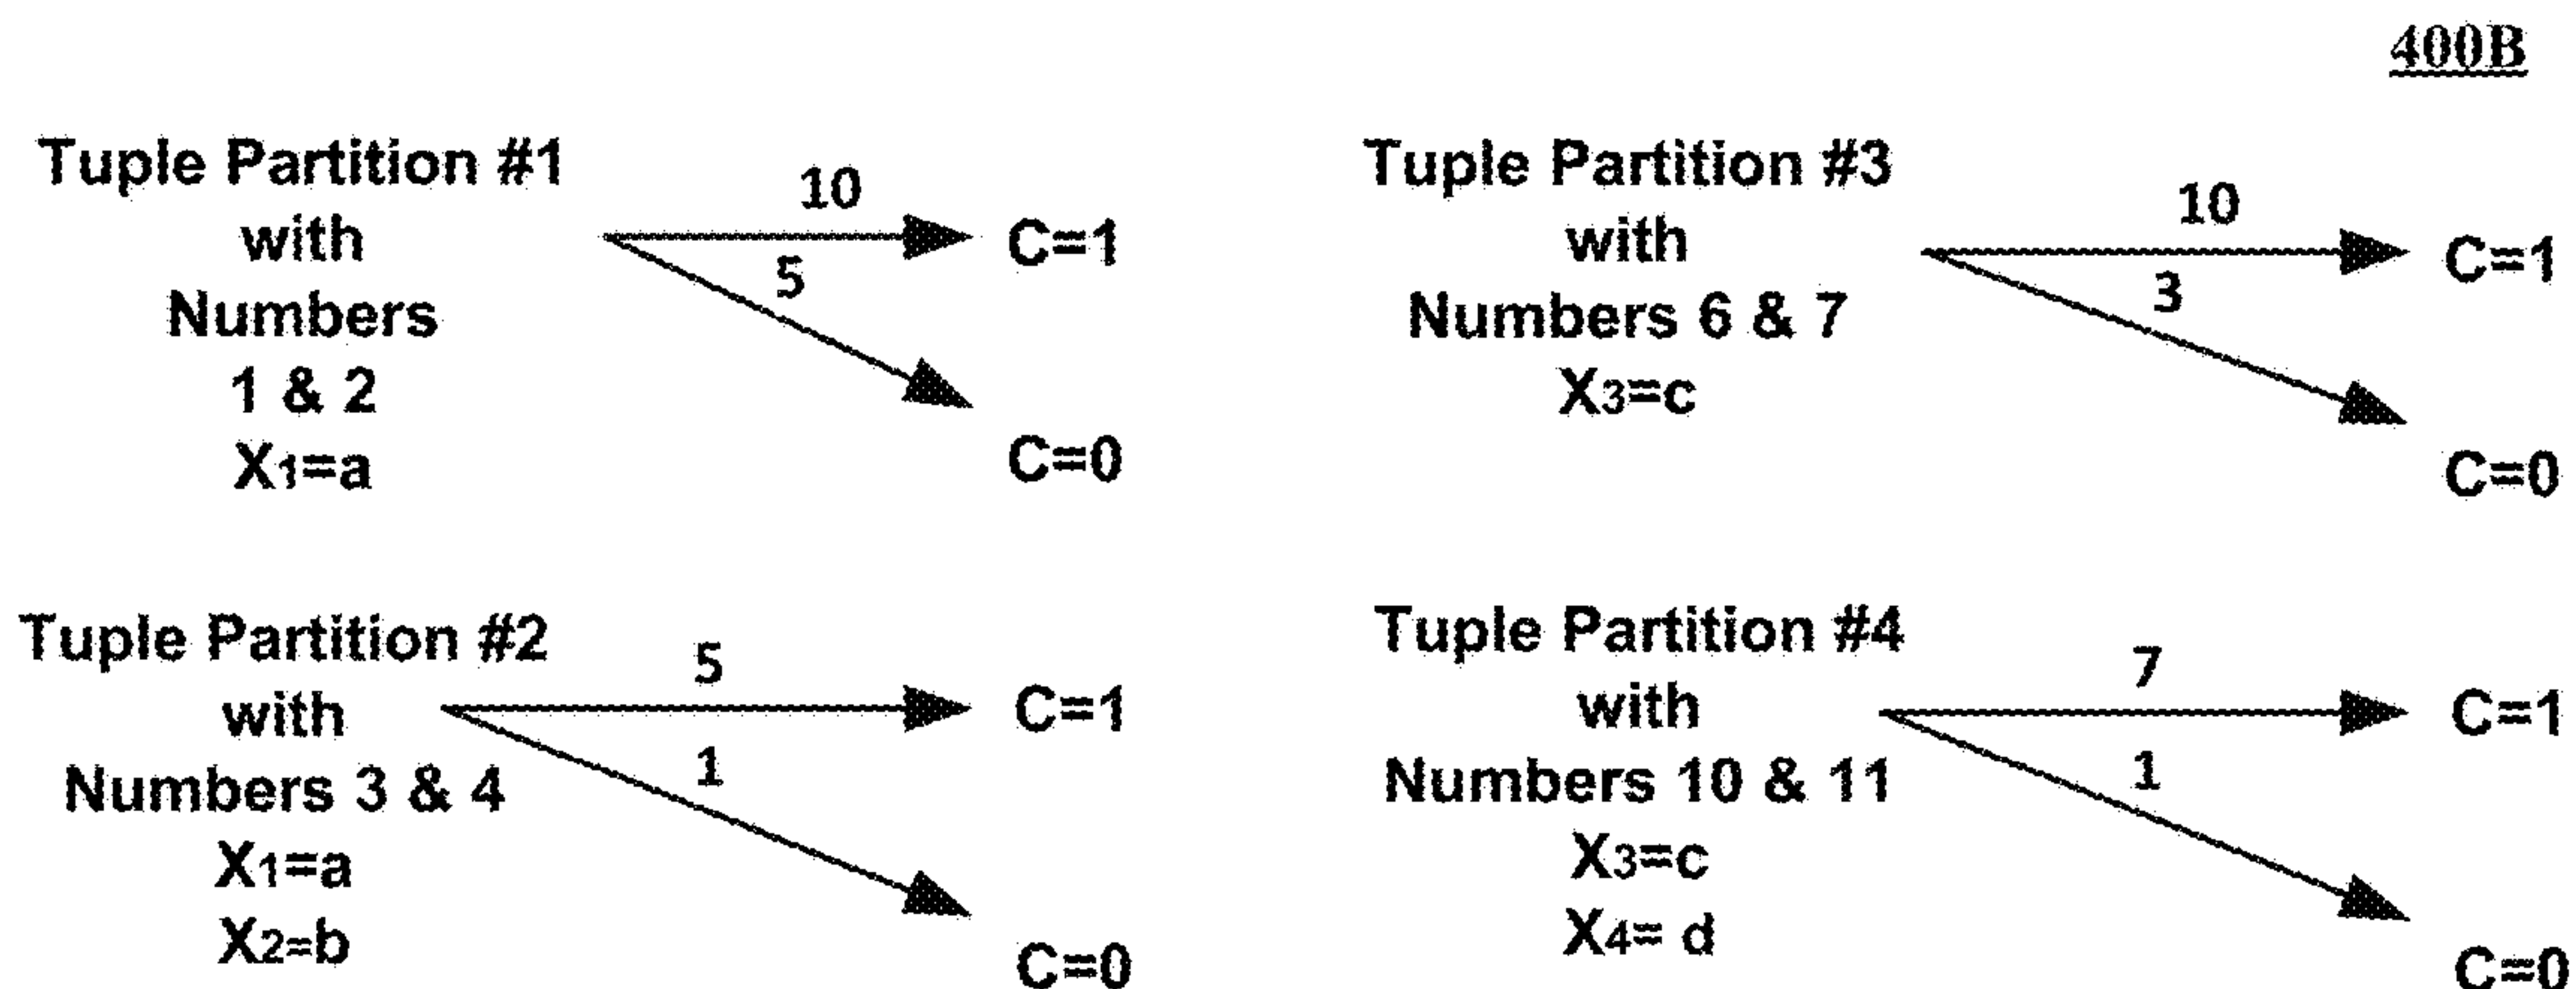 400B
Tuple Partition #1
with
Numbers
1 & 2
X1=a
10
5
C=1
C=0
Tuple Partition #3
with
Numbers 6 & 7
X3=c
10
3
C=1
C=0
Tuple Partition #2
with
Numbers 3 & 4
X1=a
X2=b
5
1
C=1
C=0
Tuple Partition #4
with
Numbers 10 & 11
X3=c
X4= d
7
1
C=1
C=0